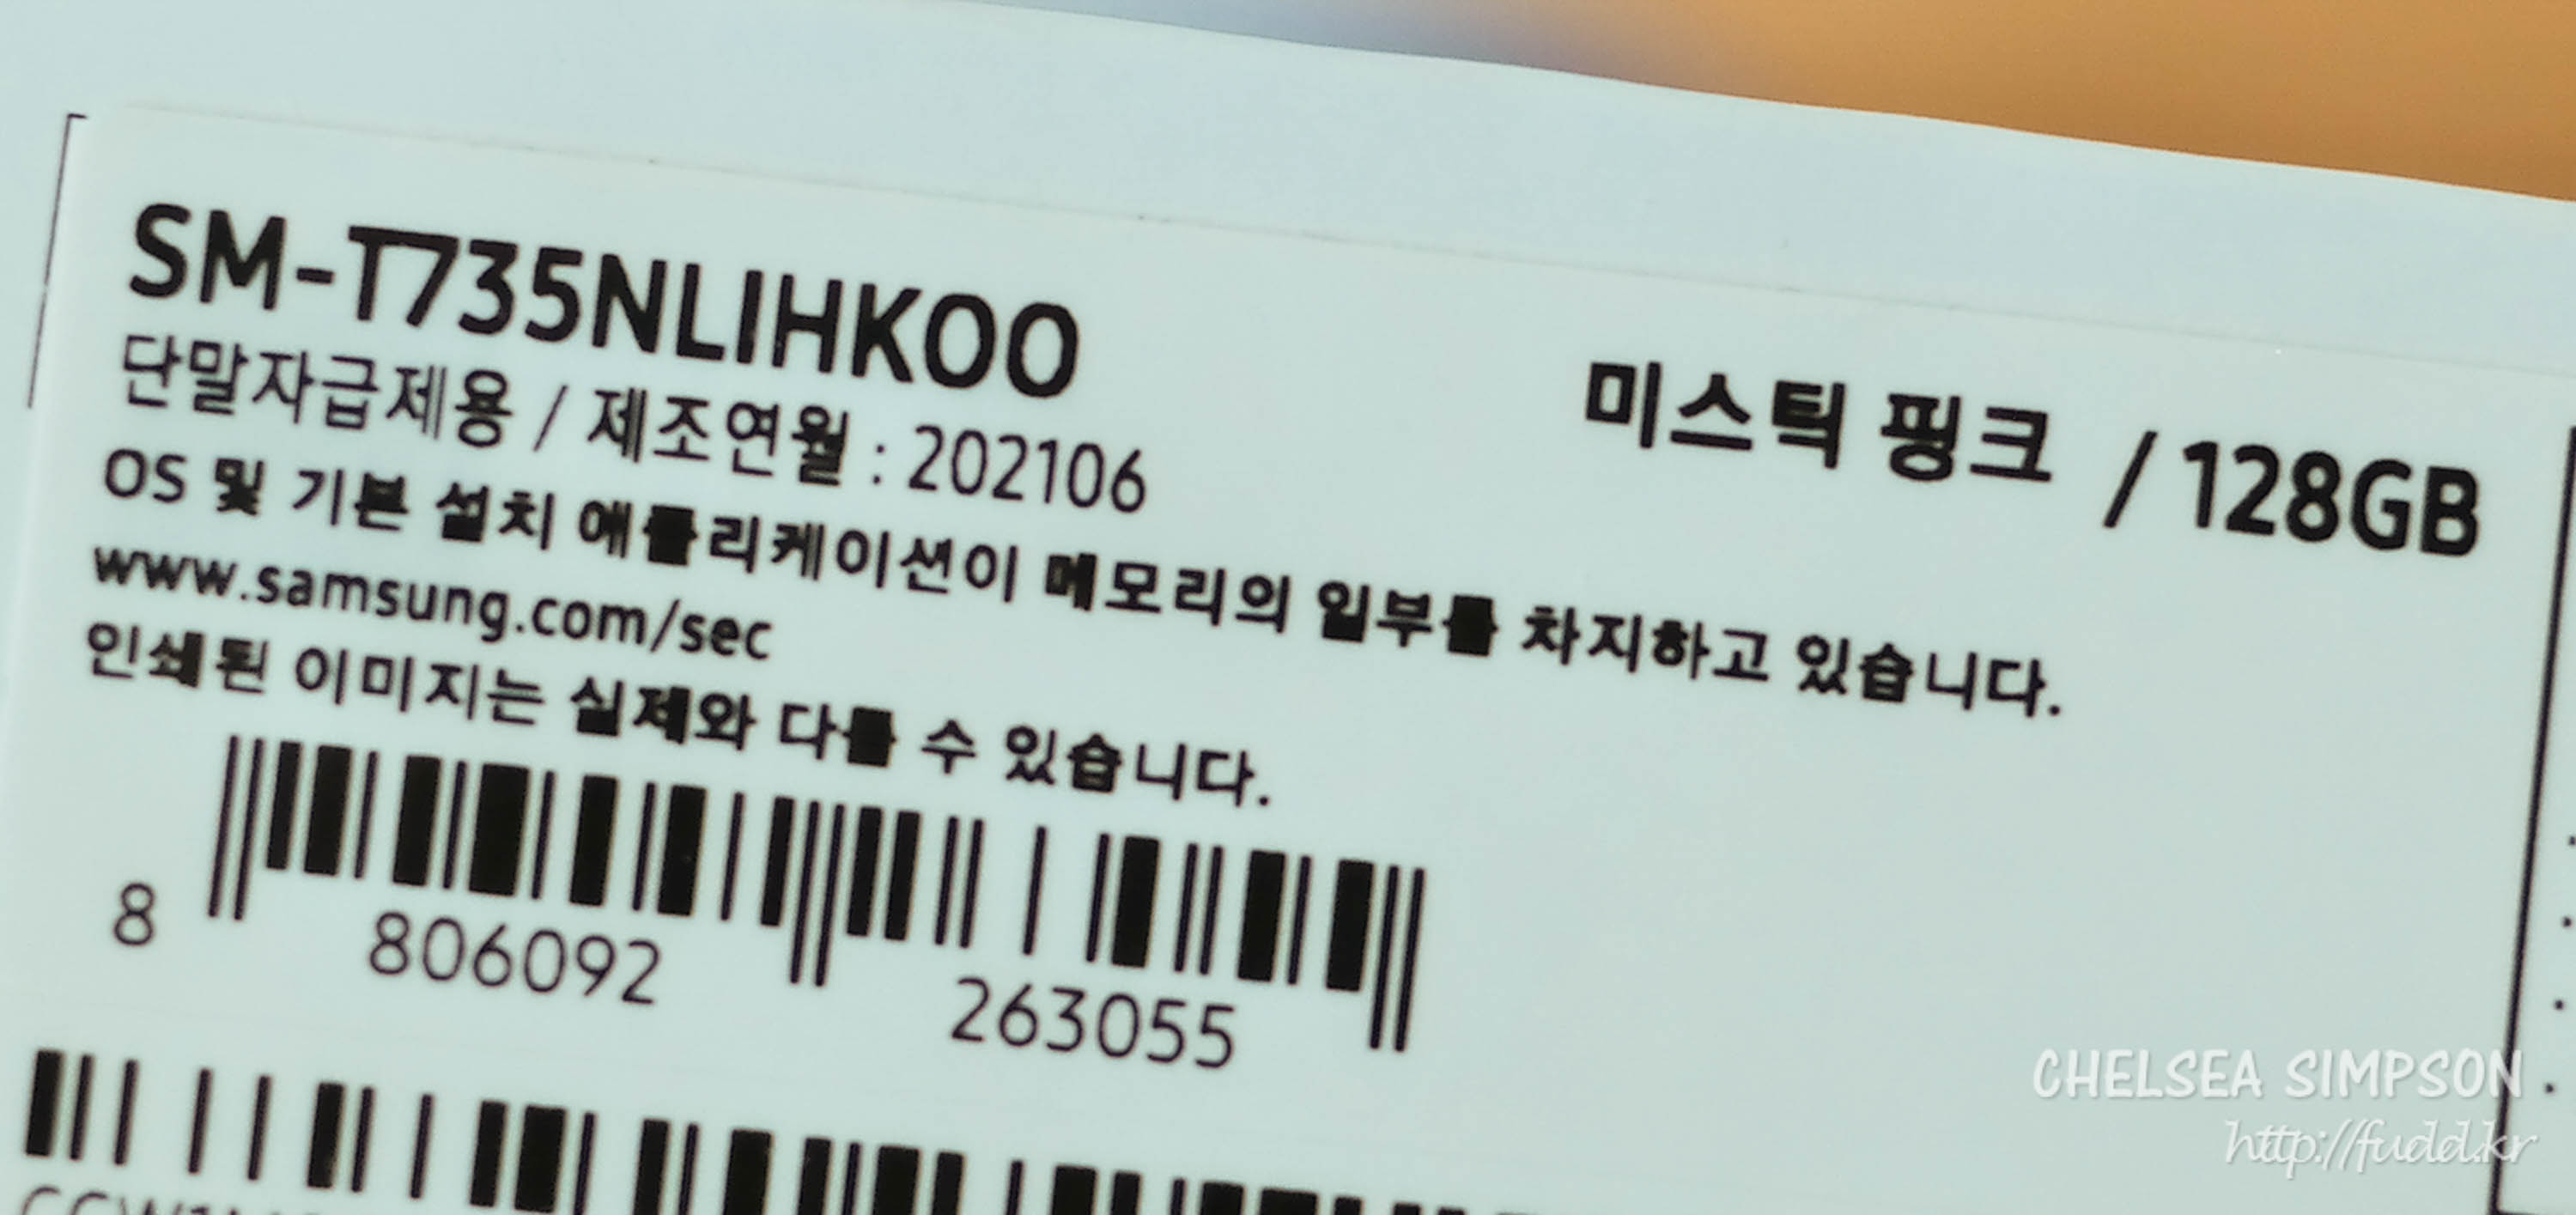 SM-T735NLIHKOO
단말자급제용 / 제조연월 : 202106
미스틱 핑크 / 128GB
OS 및 기본 설치 애플리케이션이 메모리의 일부를 차지하고 있습니다.
www.samsung.com/sec
인쇄된 이미지는 실제와 다를 수 있습니다.
8 806092 263055
CHELSEA SIMPSON
http://fudd.kr